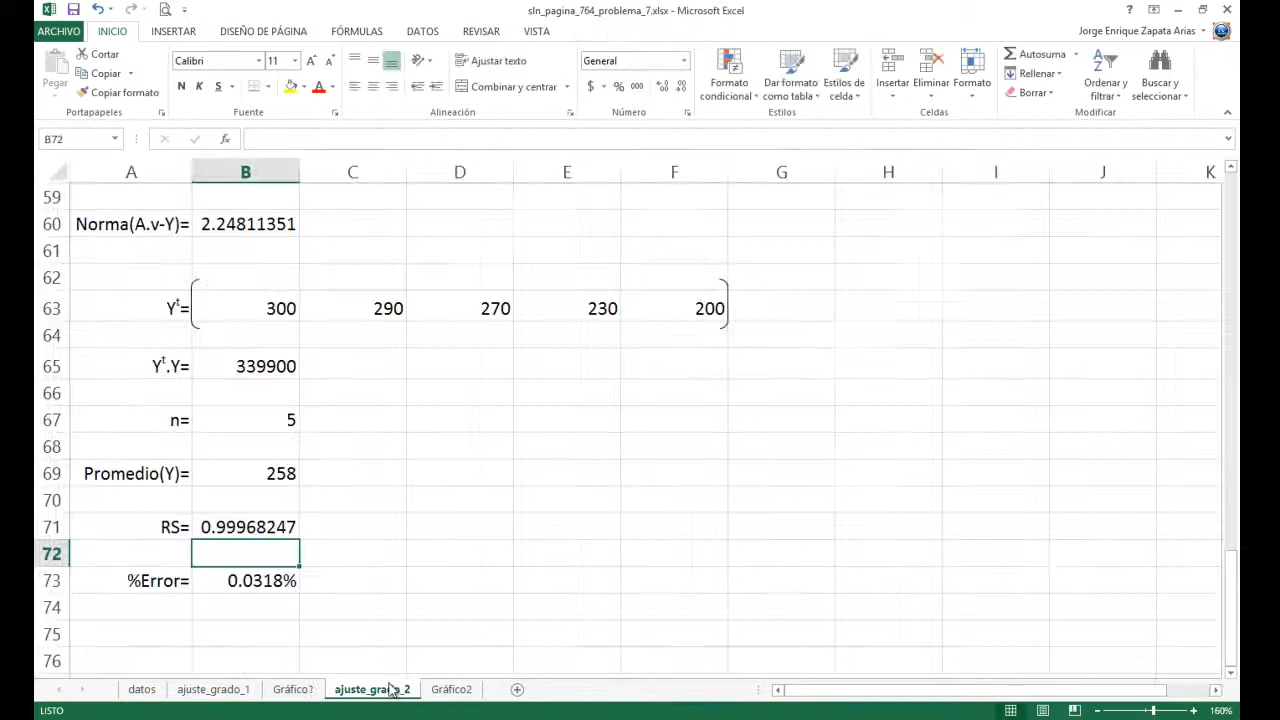 sln_pagina_764_problema_7.xlsx - Microsoft Excel
ARCHIVO INICIO INSERTAR DISEÑO DE PÁGINA FÓRMULAS DATOS REVISAR VISTA Jorge Enrique Zapata Arias
Pegar
Cortar
Copiar
Copiar formato
Portapapeles
Calibri 11
N K S
Fuente
Ajustar texto
Combinar y centrar
Alineación
General
$ % 000
Número
Formato condicional
Dar formato como tabla
Estilos de celda
Estilos
Insertar Eliminar Formato
Celdas
Autosuma
Rellenar
Borrar
Ordenar y filtrar
Buscar y seleccionar
Modificar
B72 fx
A B C D E F G H I J K
59
60 Norma(A.v-Y)= 2.24811351
61
62
63 Yt= 300 290 270 230 200
64
65 Yt.Y= 339900
66
67 n= 5
68
69 Promedio(Y)= 258
70
71 RS= 0.99968247
72
73 %Error= 0.0318%
74
75
76
datos ajuste_grado_1 ajuste_grado_2 Gráfico2
LISTO 160%